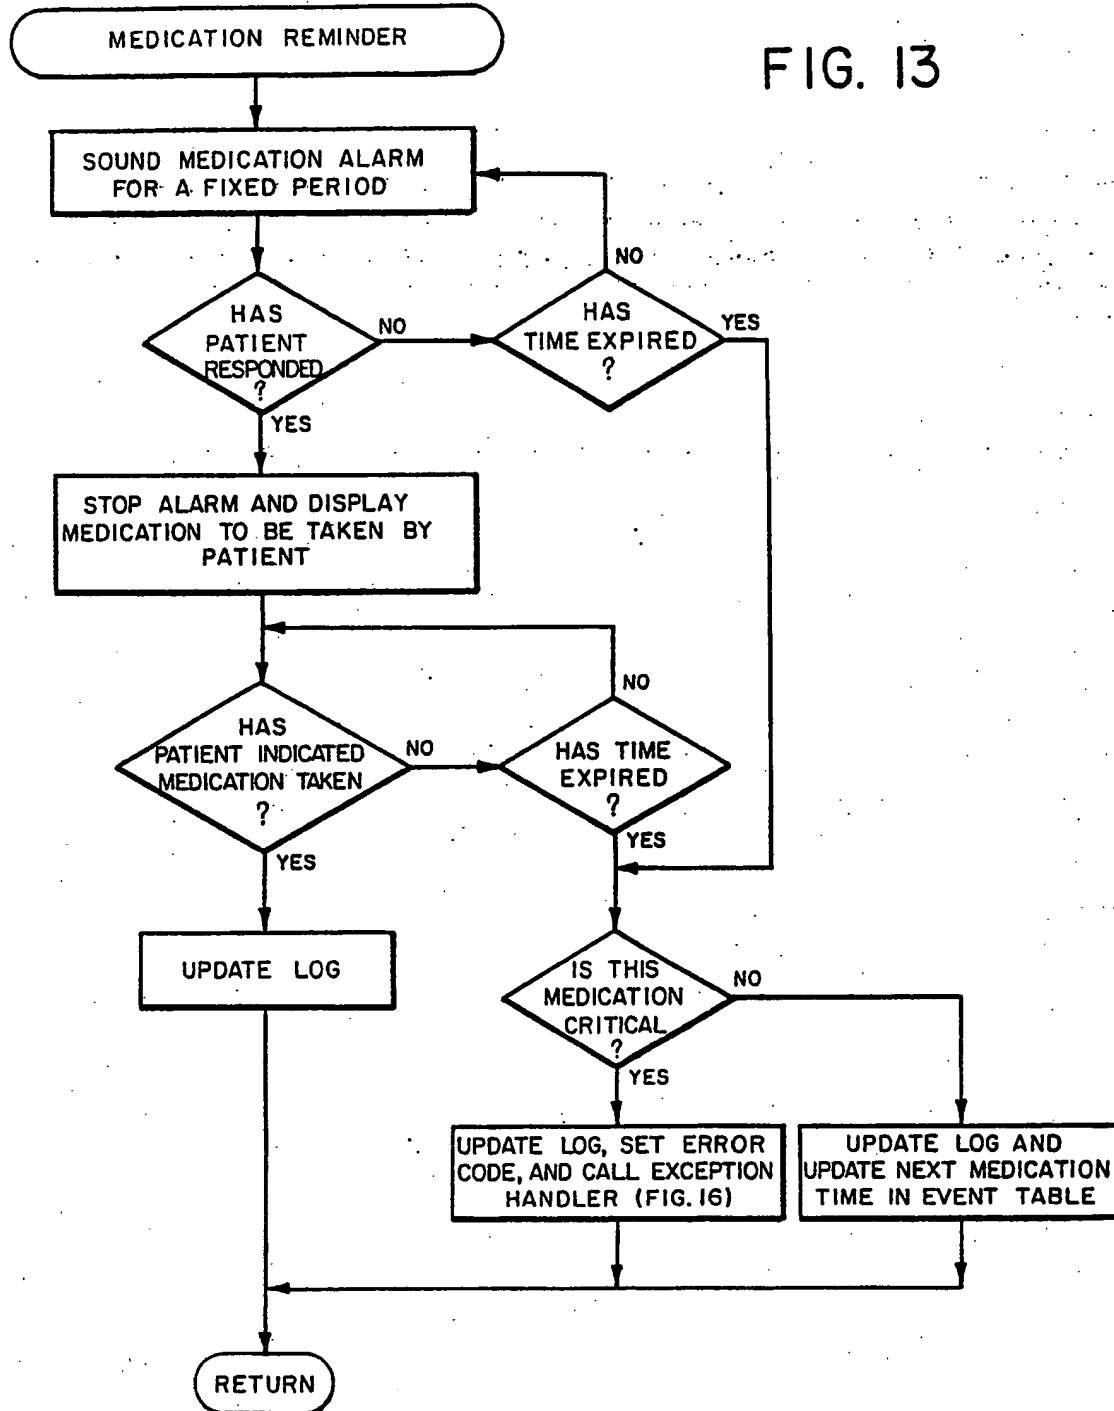 MEDICATION REMINDER
FIG. 13
SOUND MEDICATION ALARM
FOR A FIXED PERIOD
NO
HAS
PATIENT
RESPONDED
?
NO
HAS
TIME EXPIRED
?
YES
YES
STOP ALARM AND DISPLAY
MEDICATION TO BE TAKEN BY
PATIENT
NO
HAS
PATIENT INDICATED
MEDICATION TAKEN
?
NO
HAS TIME
EXPIRED
?
YES
YES
UPDATE LOG
IS THIS
MEDICATION
CRITICAL
?
NO
YES
UPDATE LOG, SET ERROR
CODE, AND CALL EXCEPTION
HANDLER (FIG. 16)
UPDATE LOG AND
UPDATE NEXT MEDICATION
TIME IN EVENT TABLE
RETURN